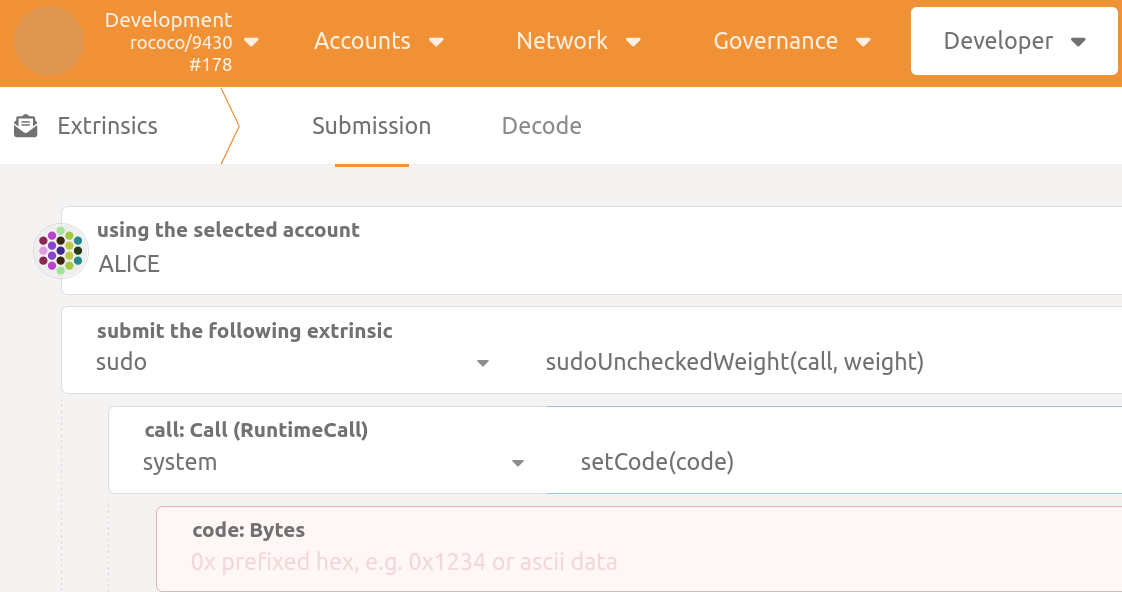 Development
rococo/9430
#178
Accounts
Network
Governance
Developer
Extrinsics
Submission
Decode
using the selected account
ALICE
submit the following extrinsic
sudo
sudoUncheckedWeight(call, weight)
call: Call (RuntimeCall)
system
setCode(code)
code: Bytes
0x prefixed hex, e.g. 0x1234 or ascii data